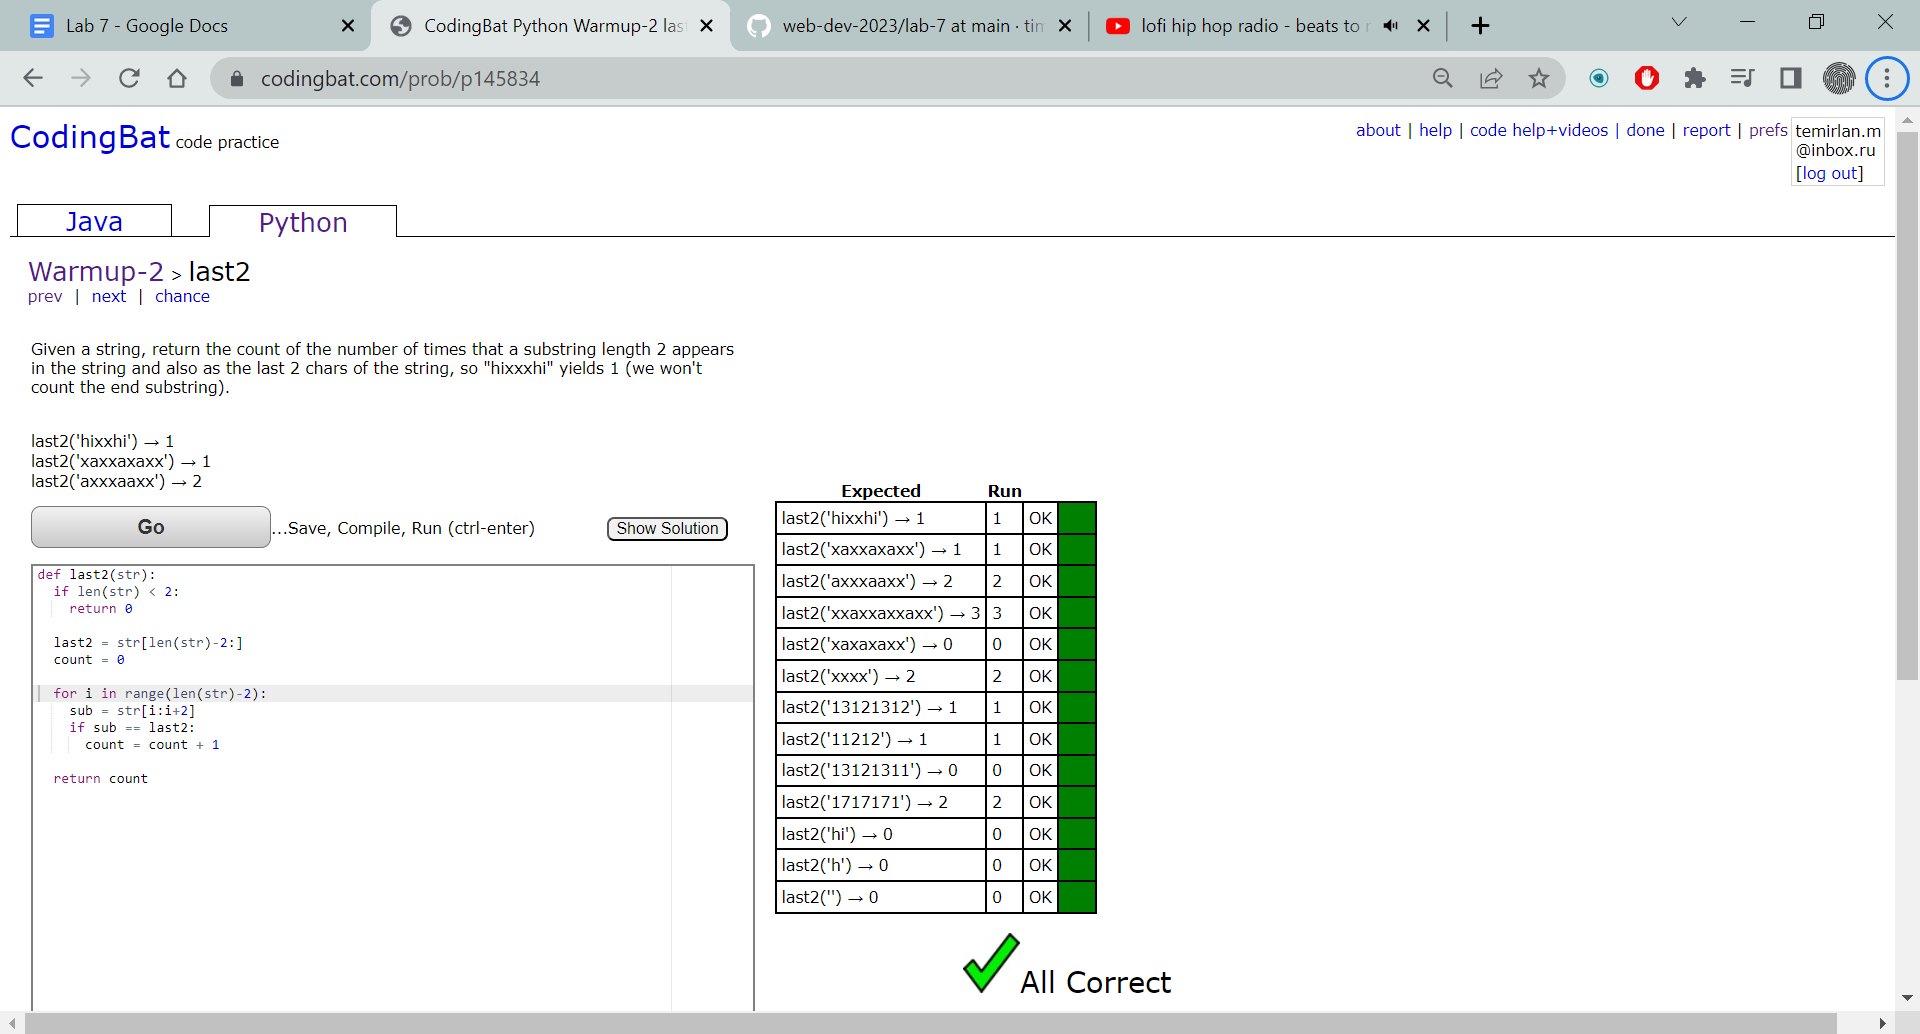 Lab 7 - Google Docs
CodingBat Python Warmup-2 las
web-dev-2023/lab-7 at main · tim
lofi hip hop radio - beats to r
codingbat.com/prob/p145834
CodingBat code practice
about | help | code help+videos | done | report | prefs
temirlan.m
@inbox.ru
[log out]
Java
Python
Warmup-2 > last2
prev | next | chance
Given a string, return the count of the number of times that a substring length 2 appears
in the string and also as the last 2 chars of the string, so "hixxxhi" yields 1 (we won't
count the end substring).
last2('hixxhi') → 1
last2('xaxxaxaxx') → 1
last2('axxxaaxx') → 2
Go
...Save, Compile, Run (ctrl-enter)
Show Solution
def last2(str):
if len(str) < 2:
return 0
last2 = str[len(str)-2:]
count = 0
for i in range(len(str)-2):
sub = str[i:i+2]
if sub == last2:
count = count + 1
return count
Expected Run
last2('hixxhi') → 1 1 OK
last2('xaxxaxaxx') → 1 1 OK
last2('axxxaaxx') → 2 2 OK
last2('xxaxxaxxaxx') → 3 3 OK
last2('xaxaxaxx') → 0 0 OK
last2('xxxx') → 2 2 OK
last2('13121312') → 1 1 OK
last2('11212') → 1 1 OK
last2('13121311') → 0 0 OK
last2('1717171') → 2 2 OK
last2('hi') → 0 0 OK
last2('h') → 0 0 OK
last2('') → 0 0 OK
All Correct